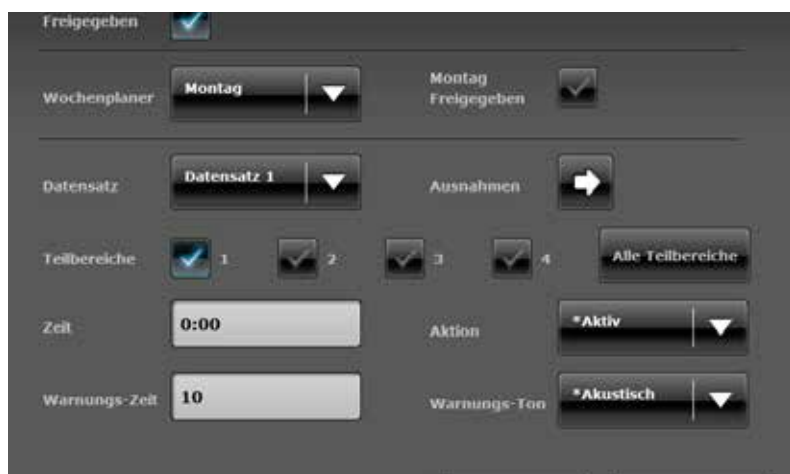 Freigegeben
Wochenplaner Montag Montag Freigegeben
Datensatz Datensatz 1 Ausnahmen
Teilbereiche 1 2 3 4 Alle Teilbereiche
Zeit 0:00 Aktion *Aktiv
Warnungs-Zeit 10 Warnungs-Ton *Akustisch